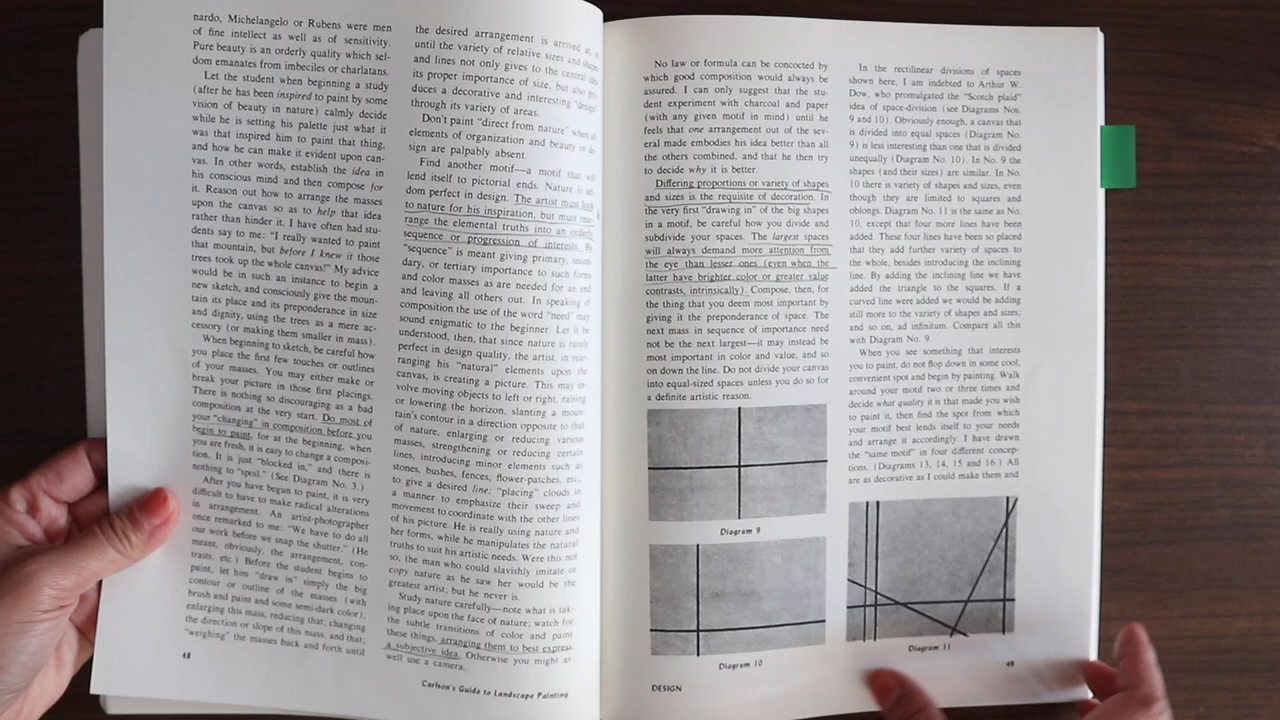 nardo, Michelangelo or Rubens were men
of fine intellect as well as of sensitivity.
Pure beauty is an orderly quality which sel-
dom emanates from imbeciles or charlatans.
Let the student when beginning a study
(after he has been inspired to paint by some
vision of beauty in nature) calmly decide
while he is setting his palette just what it
was that inspired him to paint that thing,
and how he can make it evident upon can-
vas. In other words, establish the idea in
his conscious mind and then compose for
it. Reason out how to arrange the masses
upon the canvas so as to help that idea
rather than hinder it. I have often had stu-
dents say to me: "I really wanted to paint
that mountain, but before I knew it those
trees took up the whole canvas!" My advice
would be in such an instance to begin a
new sketch, and consciously give the moun-
tain its place and its preponderance in size
and dignity, using the trees as a mere ac-
cessory (or making them smaller in mass).
When beginning to sketch, be careful how
you place the first few touches or outlines
of your masses. You may either make or
break your picture in those first placings.
There is nothing so discouraging as a bad
composition at the very start. Do most of
your "changing" in composition before you
begin to paint, for at the beginning, when
you are fresh, it is easy to change a composi-
tion. It is just "blocked in," and there is
nothing to "spoil." (See Diagram No. 3.)
After you have begun to paint, it is very
difficult to have to make radical alterations
in arrangement. An artist-photographer
once remarked to me: "We have to do all
our work before we snap the shutter." (He
meant, obviously, the arrangement, con-
trasts, etc.) Before the student begins to
paint, let him "draw in" simply the big
contour or outline of the masses (with
brush and paint and some semi-dark color),
enlarging this mass, reducing that; changing
the direction or slope of this mass, and that;
"weighing" the masses back and forth until
48
the desired arrangement is arrived at,
until the variety of relative sizes and shapes
and lines not only gives to the central idea
its proper importance of size, but also pro-
duces a decorative and interesting "design"
through its variety of areas.
Don't paint "direct from nature" when all
elements of organization and beauty or de-
sign are palpably absent.
Find another motif—a motif that will
lend itself to pictorial ends. Nature is sel-
dom perfect in design. The artist must look
to nature for his inspiration, but must rear-
range the elemental truths into an orderly
sequence or progression of interests. By
"sequence" is meant giving primary, secon-
dary, or tertiary importance to such forms
and color masses as are needed for an end
and leaving all others out. In speaking of
composition the use of the word "need" may
sound enigmatic to the beginner. Let it be
understood, then, that since nature is rarely
perfect in design quality, the artist, in rear-
ranging his "natural" elements upon the
canvas, is creating a picture. This may in-
volve moving objects to left or right, raising
or lowering the horizon, slanting a moun-
tain's contour in a direction opposite to that
of nature, enlarging or reducing various
masses, strengthening or reducing certain
lines, introducing minor elements such as
stones, bushes, fences, flower-patches, etc.,
to give a desired line; "placing" clouds in
a manner to emphasize their sweep and
movement to coordinate with the other lines
of his picture. He is really using nature and
her forms, while he manipulates the natural
truths to suit his artistic needs. Were this not
so, the man who could slavishly imitate or
copy nature as he saw her would be the
greatest artist; but he never is.
Study nature carefully—note what is tak-
ing place upon the face of nature; watch for
the subtle transitions of color and paint
these things, arranging them to best express
a subjective idea. Otherwise you might as
well use a camera.
Carlson's Guide to Landscape Painting
No law or formula can be concocted by
which good composition would always be
assured. I can only suggest that the stu-
dent experiment with charcoal and paper
(with any given motif in mind) until he
feels that one arrangement out of the sev-
eral made embodies his idea better than all
the others combined, and that he then try
to decide why it is better.
Differing proportions or variety of shapes
and sizes is the requisite of decoration. In
the very first "drawing in" of the big shapes
in a motif, be careful how you divide and
subdivide your spaces. The largest spaces
will always demand more attention from
the eye than lesser ones (even when the
latter have brighter color or greater value
contrasts, intrinsically). Compose, then, for
the thing that you deem most important by
giving it the preponderance of space. The
next mass in sequence of importance need
not be the next largest—it may instead be
most important in color and value, and so
on down the line. Do not divide your canvas
into equal-sized spaces unless you do so for
a definite artistic reason.
Diagram 9
Diagram 10
DESIGN
In the rectilinear divisions of spaces
shown here, I am indebted to Arthur W.
Dow, who promulgated the "Scotch plaid"
idea of space-division (see Diagrams Nos.
9 and 10). Obviously enough, a canvas that
is divided into equal spaces (Diagram No.
9) is less interesting than one that is divided
unequally (Diagram No. 10). In No. 9 the
shapes (and their sizes) are similar. In No.
10 there is variety of shapes and sizes, even
though they are limited to squares and
oblongs. Diagram No. 11 is the same as No.
10, except that four more lines have been
added. These four lines have been so placed
that they add further variety of spaces to
the whole, besides introducing the inclining
line. By adding the inclining line we have
added the triangle to the squares. If a
curved line were added we would be adding
still more to the variety of shapes and sizes;
and so on, ad infinitum. Compare all this
with Diagram No. 9.
When you see something that interests
you to paint, do not flop down in some cool,
convenient spot and begin by painting. Walk
around your motif two or three times and
decide what quality it is that made you wish
to paint it, then find the spot from which
your motif best lends itself to your needs
and arrange it accordingly. I have drawn
the "same motif" in four different concep-
tions. (Diagrams 13, 14, 15 and 16.) All
are as decorative as I could make them and
Diagram 11
49